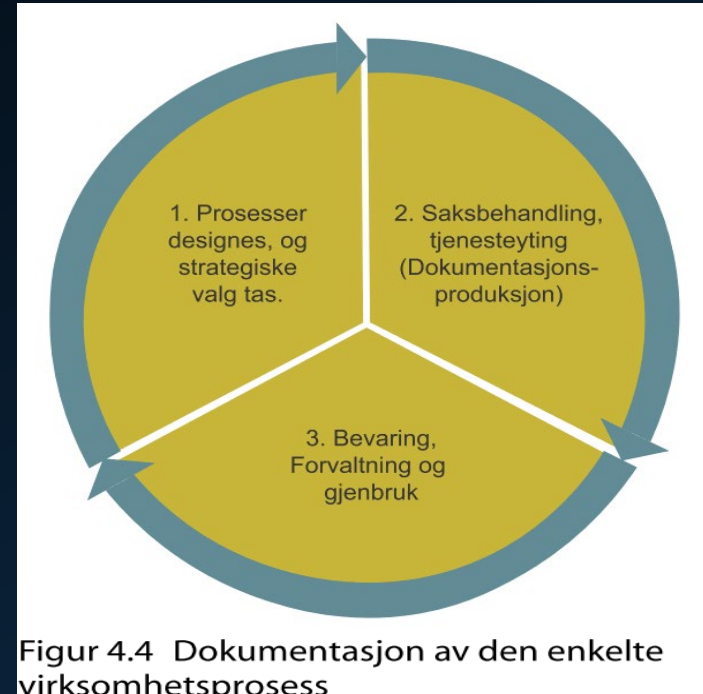 1. Prosesser
designes, og
strategiske
valg tas.
2. Saksbehandling,
tjenesteyting
(Dokumentasjons-
produksjon)
3. Bevaring,
Forvaltning og
gjenbruk
Figur 4.4 Dokumentasjon av den enkelte
virksomhetsprosess